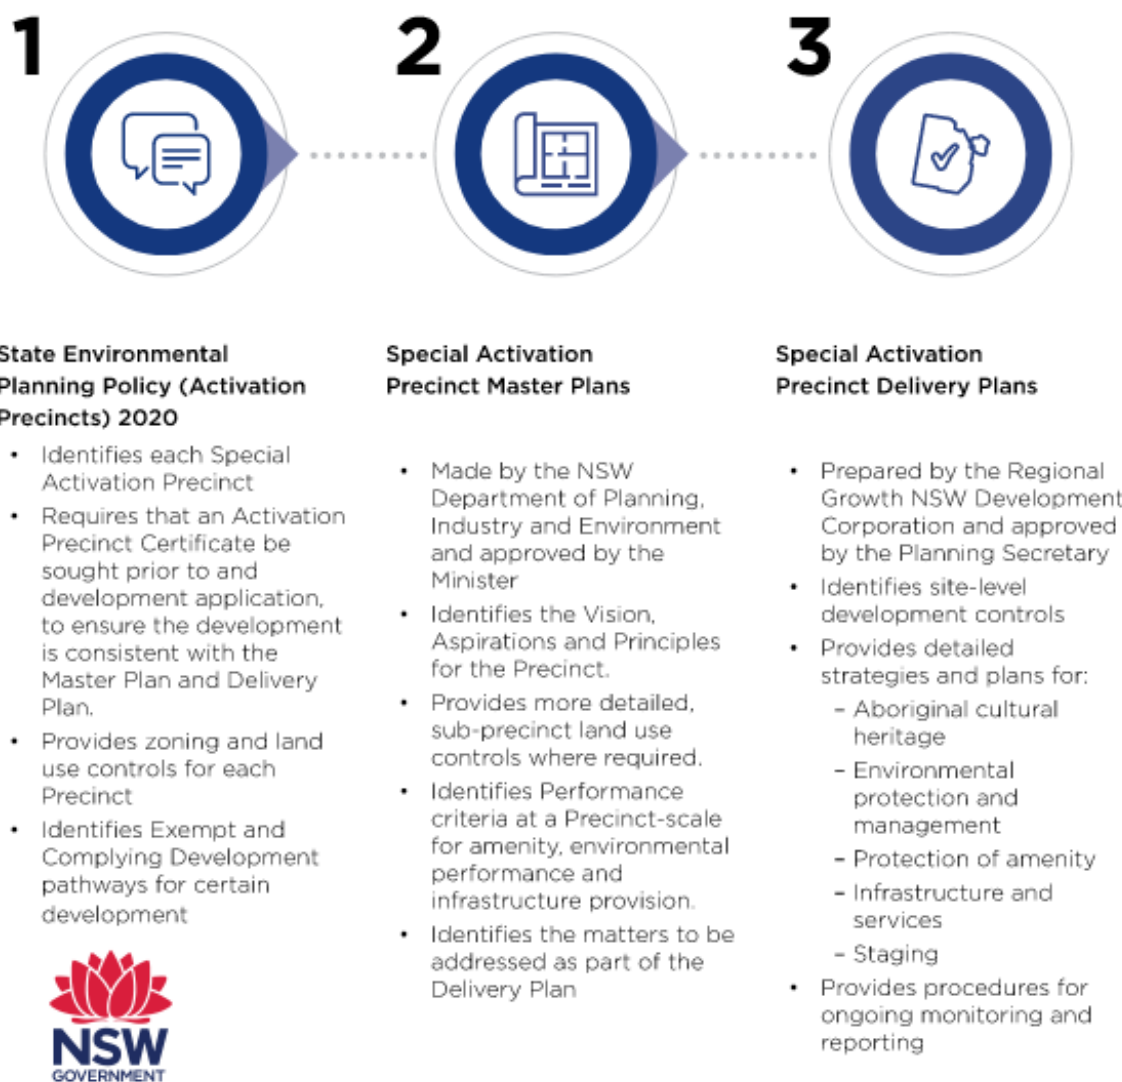 1
2
3
State Environmental
Planning Policy (Activation
Precincts) 2020
• Identifies each Special
Activation Precinct
• Requires that an Activation
Precinct Certificate be
sought prior to and
development application,
to ensure the development
is consistent with the
Master Plan and Delivery
Plan.
• Provides zoning and land
use controls for each
Precinct
• Identifies Exempt and
Complying Development
pathways for certain
development
NSW
GOVERNMENT
Special Activation
Precinct Master Plans
• Made by the NSW
Department of Planning,
Industry and Environment
and approved by the
Minister
• Identifies the Vision,
Aspirations and Principles
for the Precinct.
• Provides more detailed,
sub-precinct land use
controls where required.
• Identifies Performance
criteria at a Precinct-scale
for amenity, environmental
performance and
infrastructure provision.
• Identifies the matters to be
addressed as part of the
Delivery Plan
Special Activation
Precinct Delivery Plans
• Prepared by the Regional
Growth NSW Development
Corporation and approved
by the Planning Secretary
• Identifies site-level
development controls
• Provides detailed
strategies and plans for:
– Aboriginal cultural
heritage
– Environmental
protection and
management
– Protection of amenity
– Infrastructure and
services
– Staging
• Provides procedures for
ongoing monitoring and
reporting